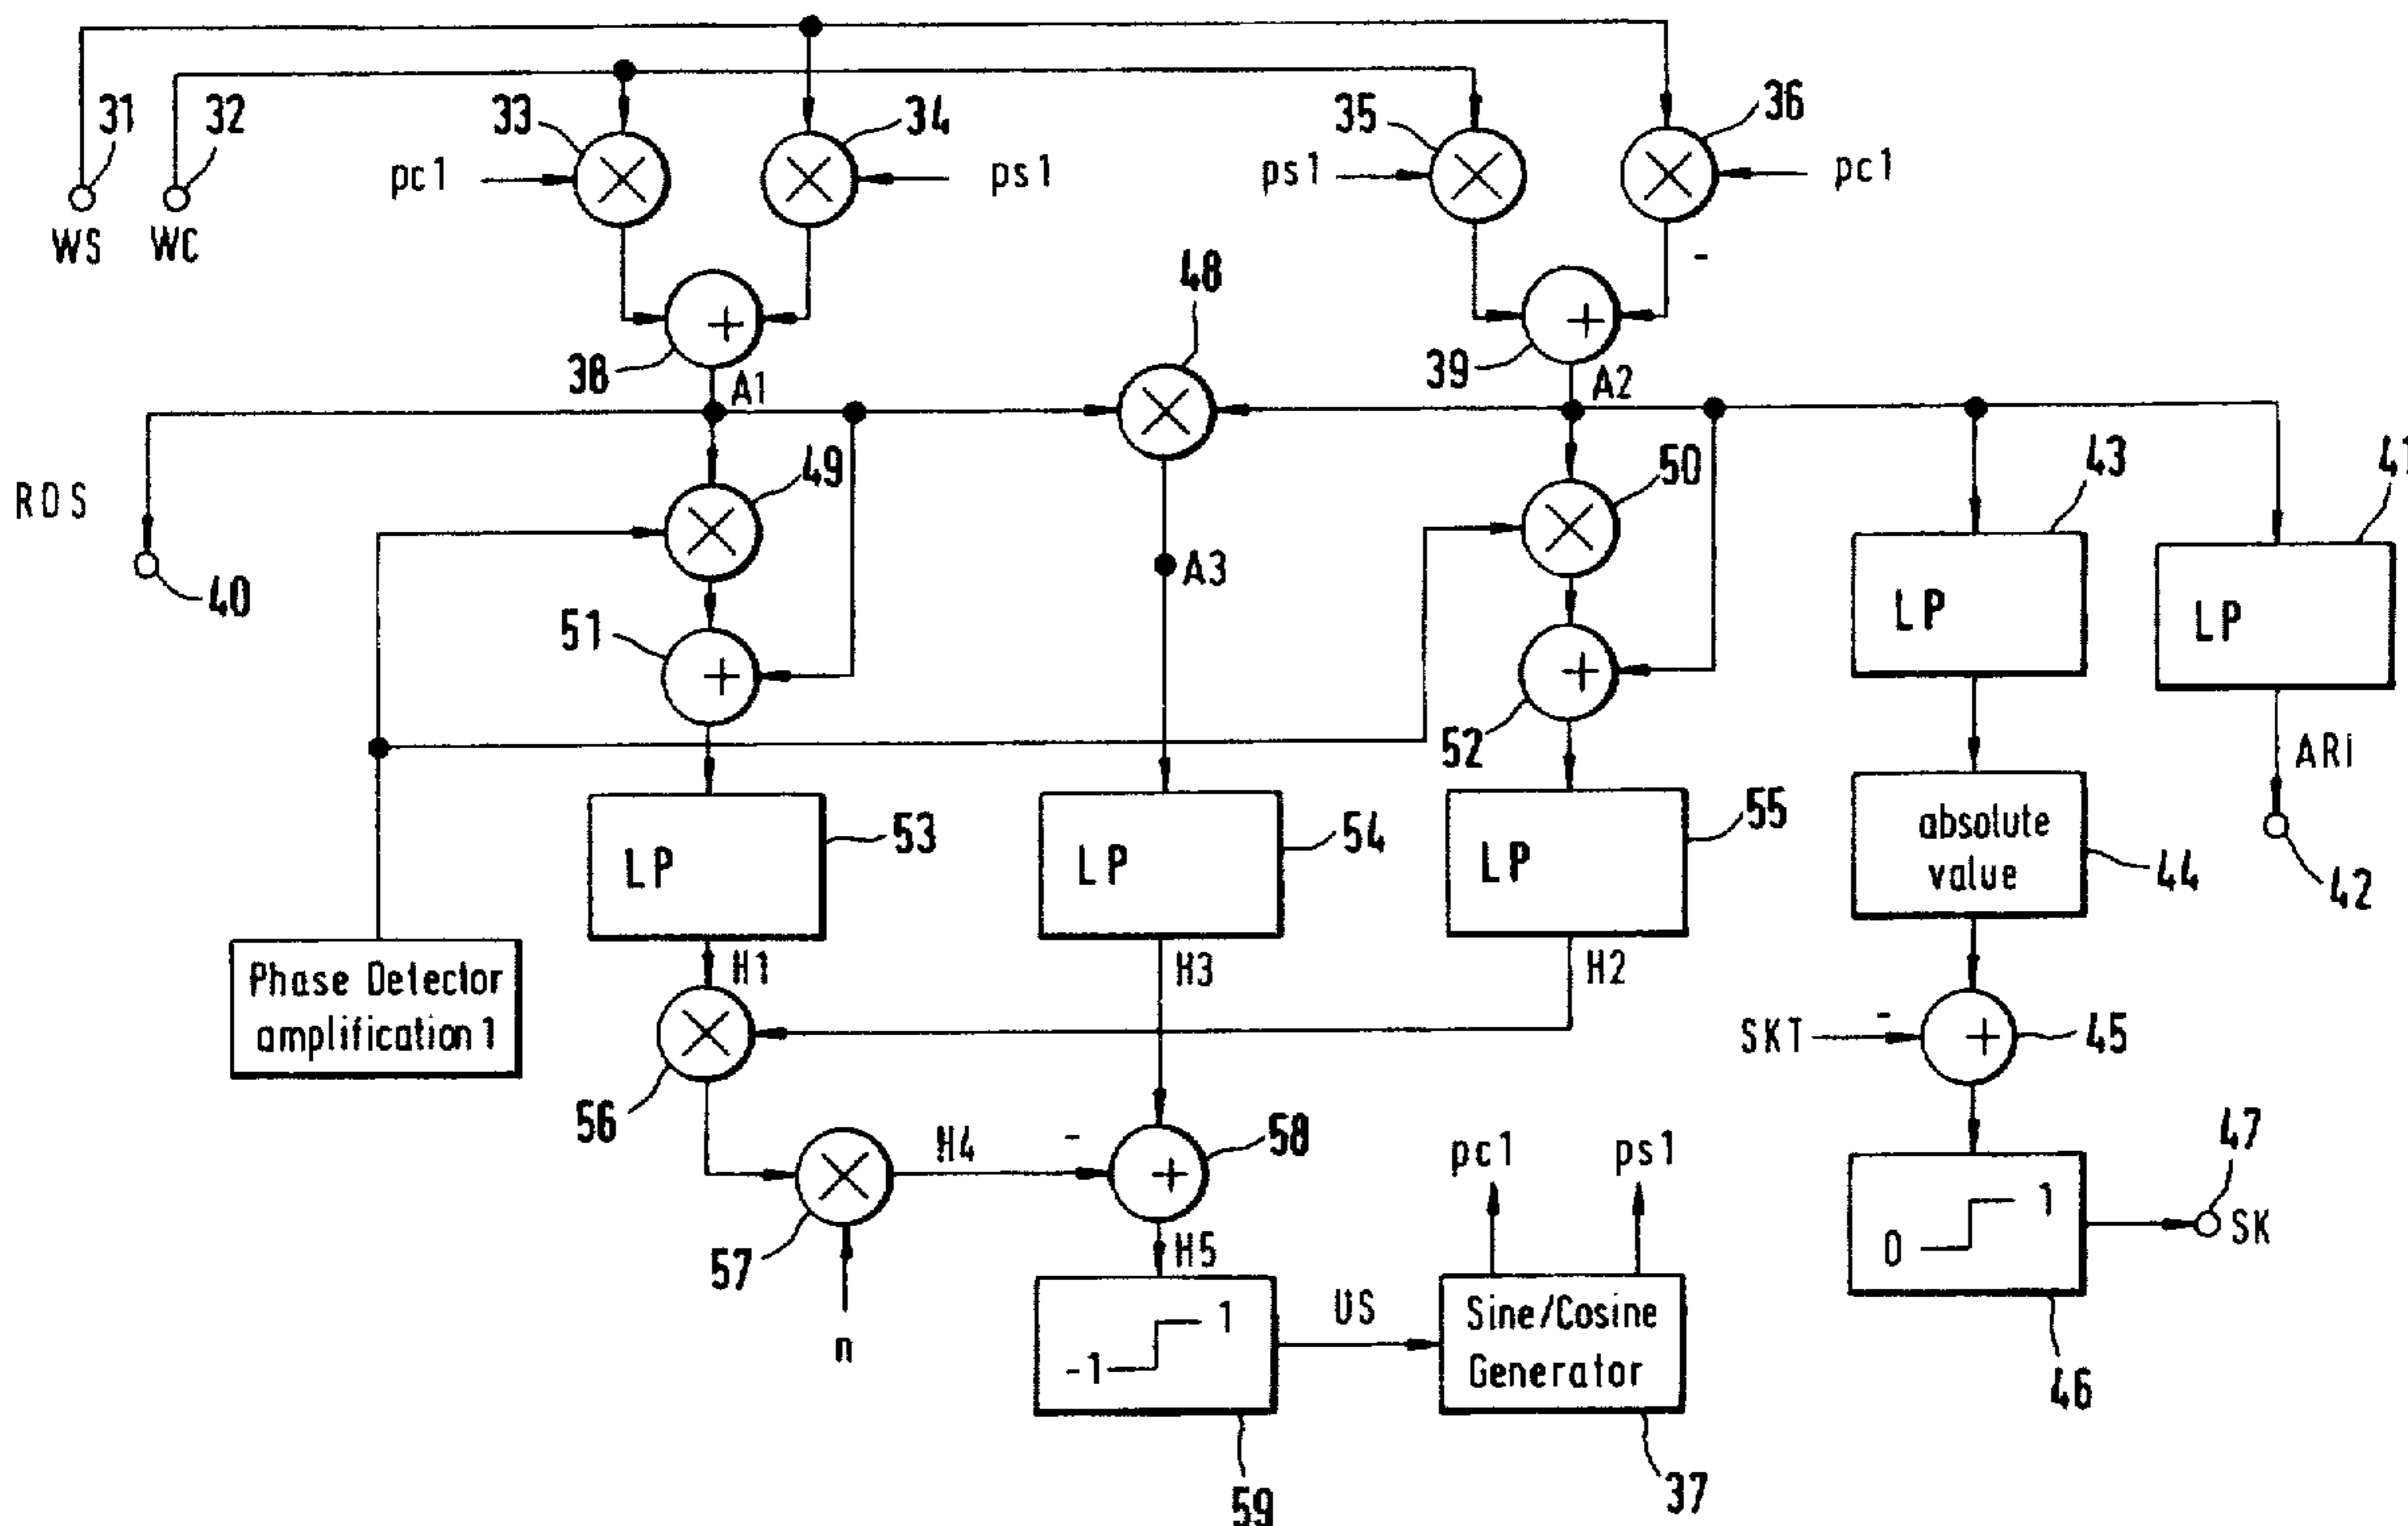 31
32
33
34
35
36
pc1
ps1
ps1
pc1
WS
WC
-
+
+
38
39
48
A1
A2
RDS
40
49
50
43
41
A3
51
+
52
+
LP
LP
ARI
42
LP
53
LP
54
LP
55
absolute
value
44
Phase Detector
amplification 1
H1
H3
H2
56
SKT
-
+
45
57
n
H4
-
+
58
H5
pc1
ps1
0
1
46
47
SK
-1
1
59
US
Sine/Cosine
Generator
37